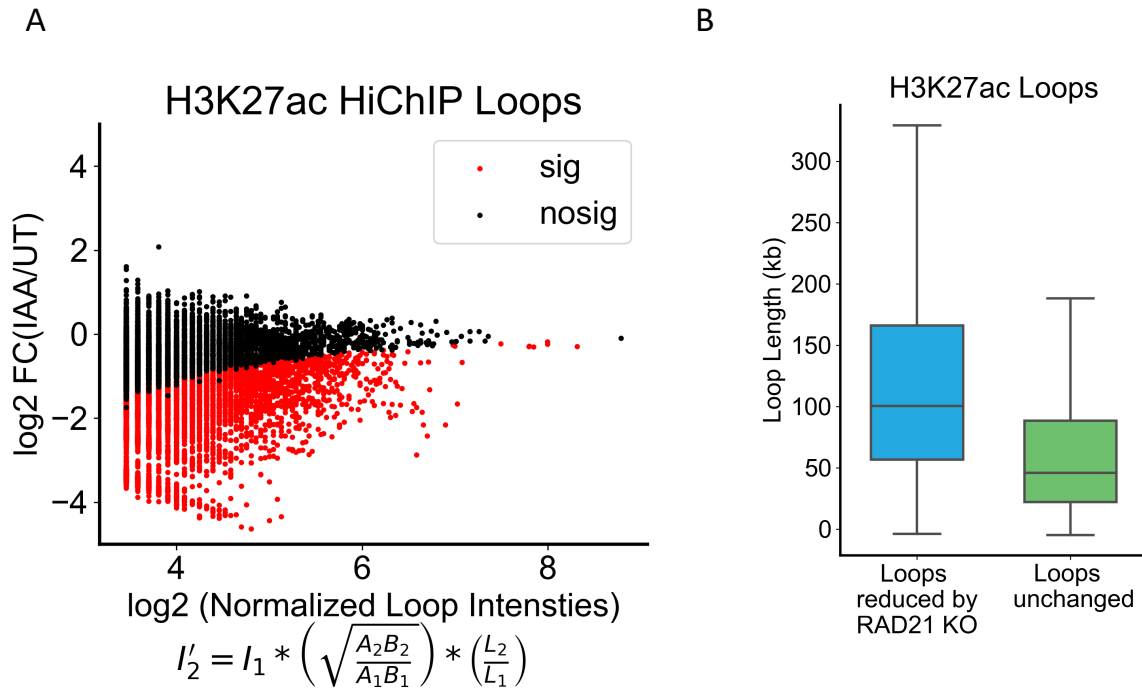 A
B
H3K27ac HiChIP Loops
sig
nosig
log2 FC(IAA/UT)
4
2
0
−2
−4
4
6
8
log2 (Normalized Loop Intensties)
I′₂ = I₁ * (√(A₂B₂/A₁B₁)) * (L₂/L₁)
H3K27ac Loops
Loop Length (kb)
300
250
200
150
100
50
0
Loops
reduced by
RAD21 KO
Loops
unchanged